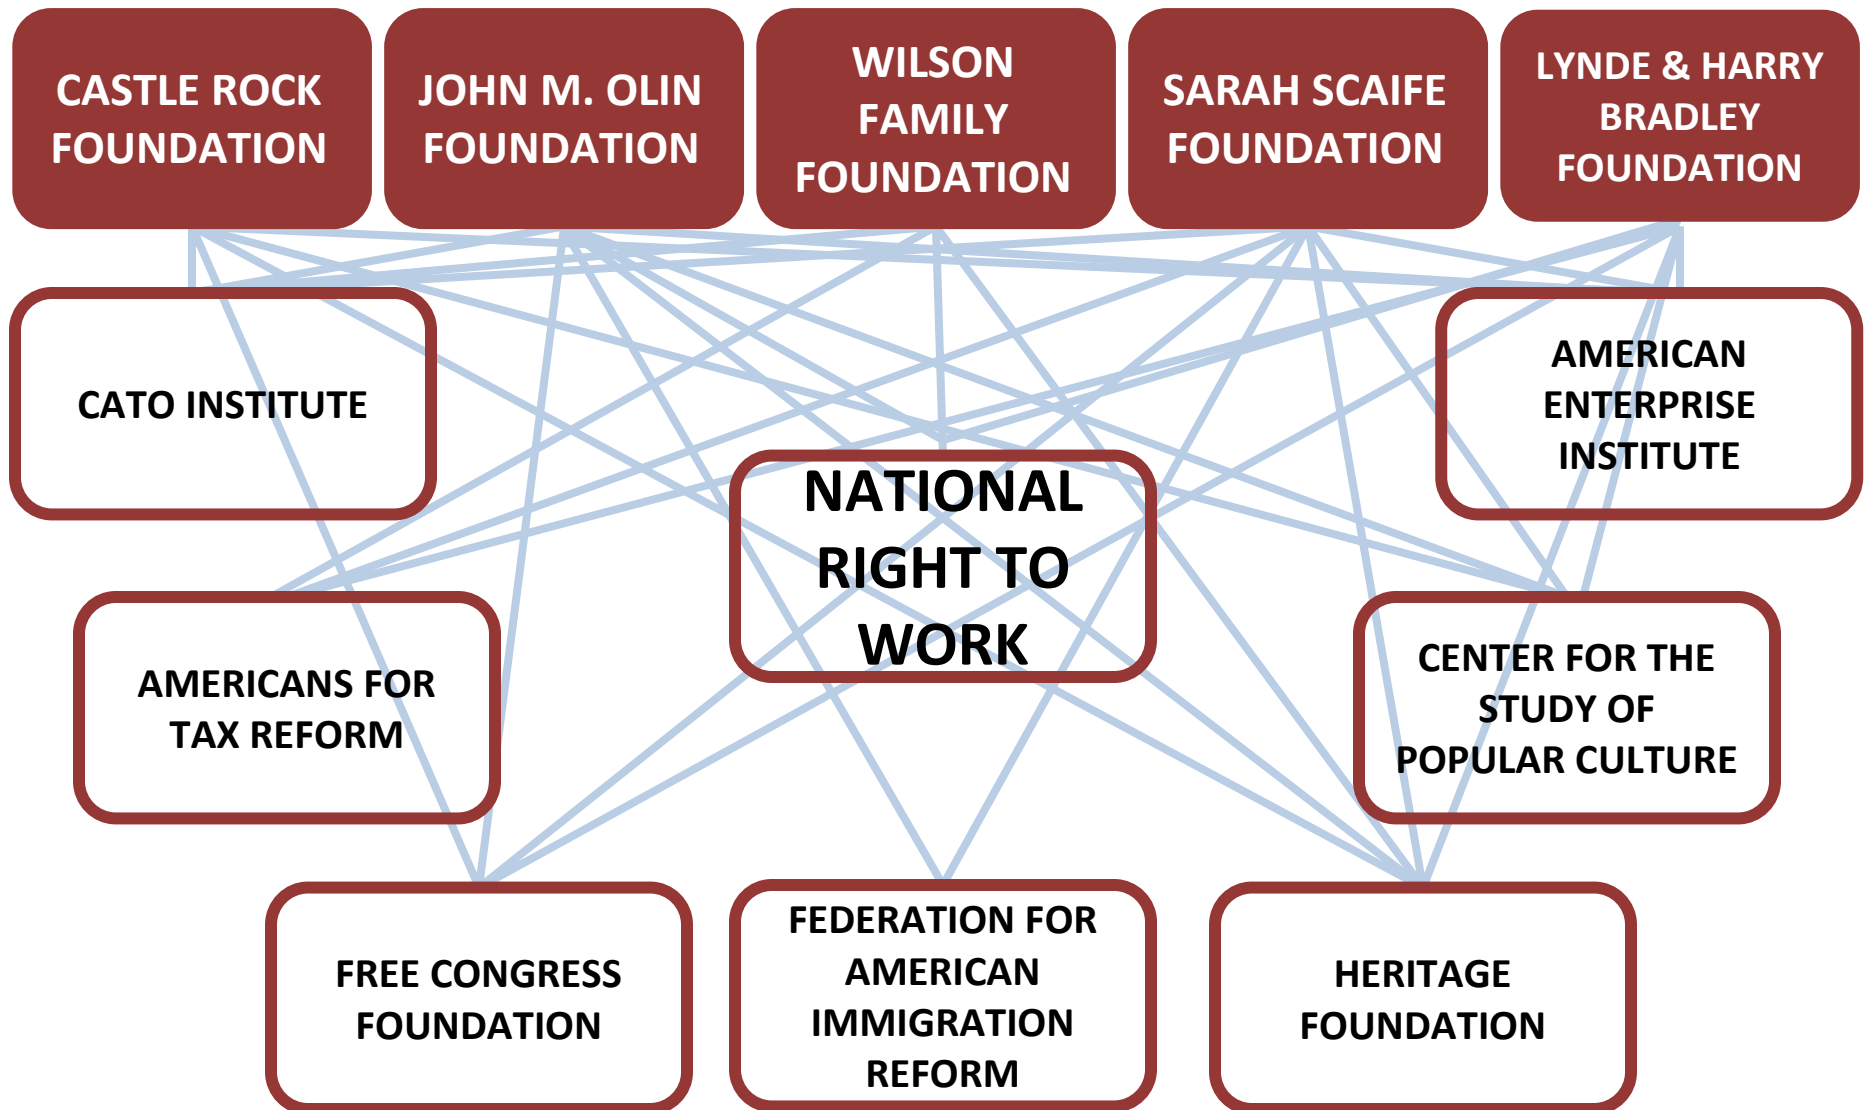 CASTLE ROCK
FOUNDATION
JOHN M. OLIN
FOUNDATION
WILSON
FAMILY
FOUNDATION
SARAH SCAIFE
FOUNDATION
LYNDE & HARRY
BRADLEY
FOUNDATION
CATO INSTITUTE
AMERICAN
ENTERPRISE
INSTITUTE
NATIONAL
RIGHT TO
WORK
AMERICANS FOR
TAX REFORM
CENTER FOR THE
STUDY OF
POPULAR CULTURE
FREE CONGRESS
FOUNDATION
FEDERATION FOR
AMERICAN
IMMIGRATION
REFORM
HERITAGE
FOUNDATION